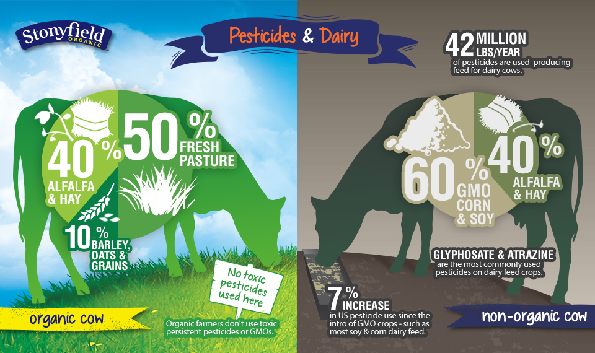 Stonyfield
ORGANIC
Pesticides & Dairy
42 MILLION
LBS/YEAR
of pesticides are used producing
feed for dairy cows.
50%
FRESH
PASTURE
40%
ALFALFA
& HAY
10%
BARLEY,
OATS &
GRAINS
No toxic
pesticides
used here
organic cow
Organic farmers don't use toxic
persistent pesticides or GMOs.
60%
GMO
CORN
& SOY
40%
ALFALFA
& HAY
GLYPHOSATE & ATRAZINE
are the most commonly used
pesticides on dairy feed crops.
7%
INCREASE
in US pesticide use since the
intro of GMO crops - such as
most soy & corn dairy feed.
non-organic cow